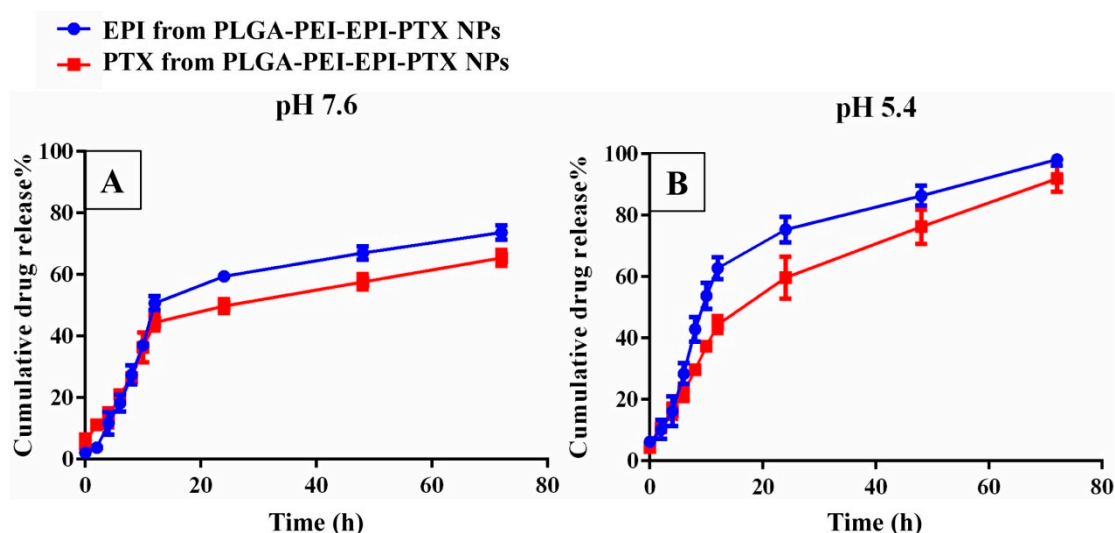 EPI from PLGA-PEI-EPI-PTX NPs
PTX from PLGA-PEI-EPI-PTX NPs
pH 7.6
A
Cumulative drug release%
100
80
60
40
20
0
0 20 40 60 80
Time (h)
pH 5.4
B
Cumulative drug release%
100
80
60
40
20
0
0 20 40 60 80
Time (h)